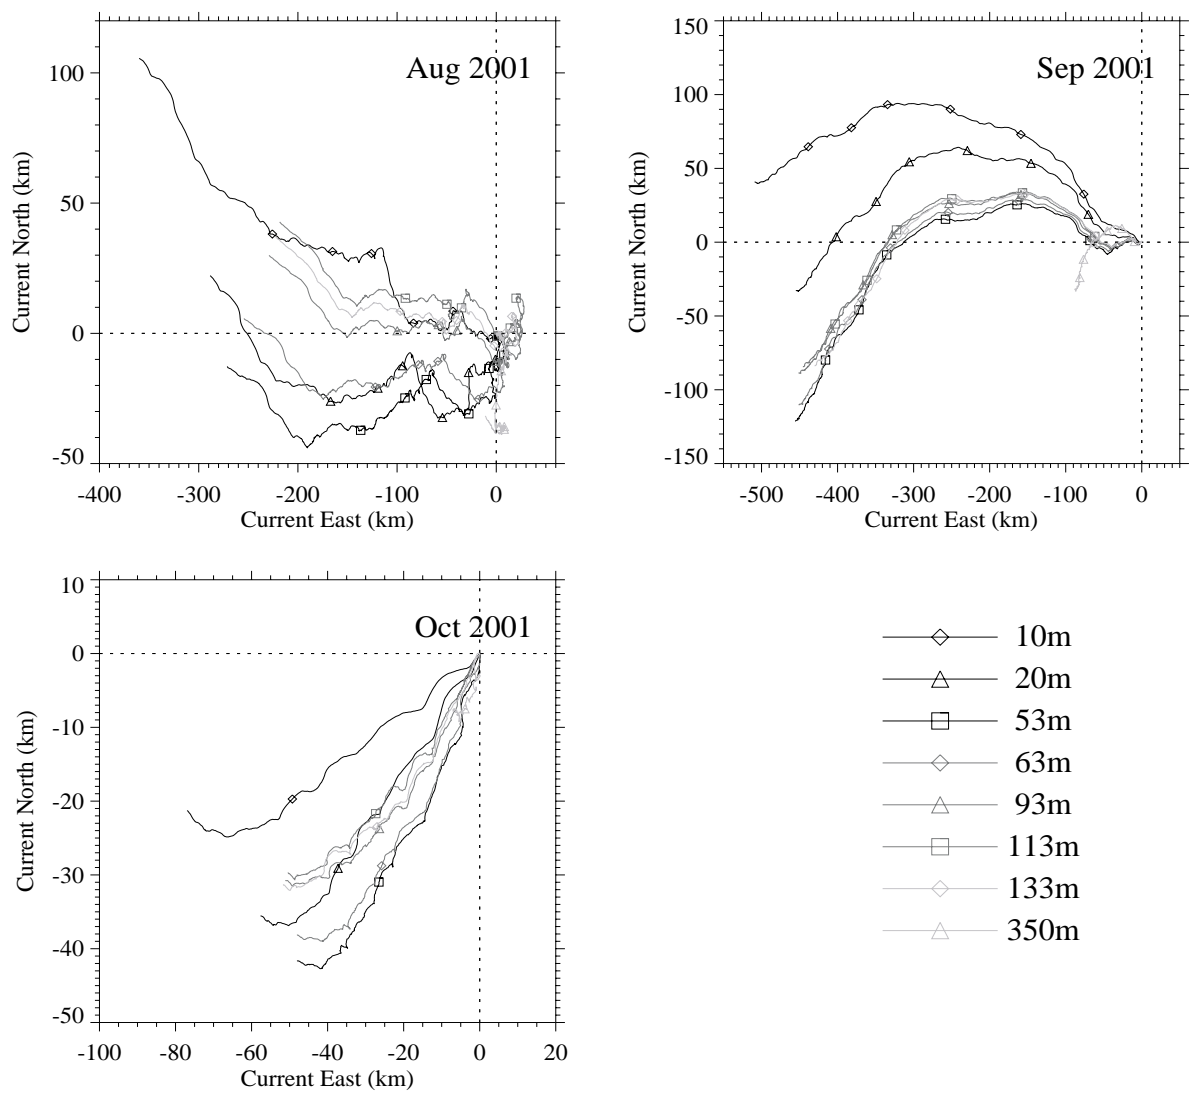 Aug 2001
100
50
0
-50
-400
-300
-200
-100
0
Current East (km)
Current North (km)
Sep 2001
150
100
50
0
-50
-100
-150
-500
-400
-300
-200
-100
0
Current East (km)
Current North (km)
Oct 2001
10
0
-10
-20
-30
-40
-50
-100
-80
-60
-40
-20
0
20
Current East (km)
Current North (km)
10m
20m
53m
63m
93m
113m
133m
350m